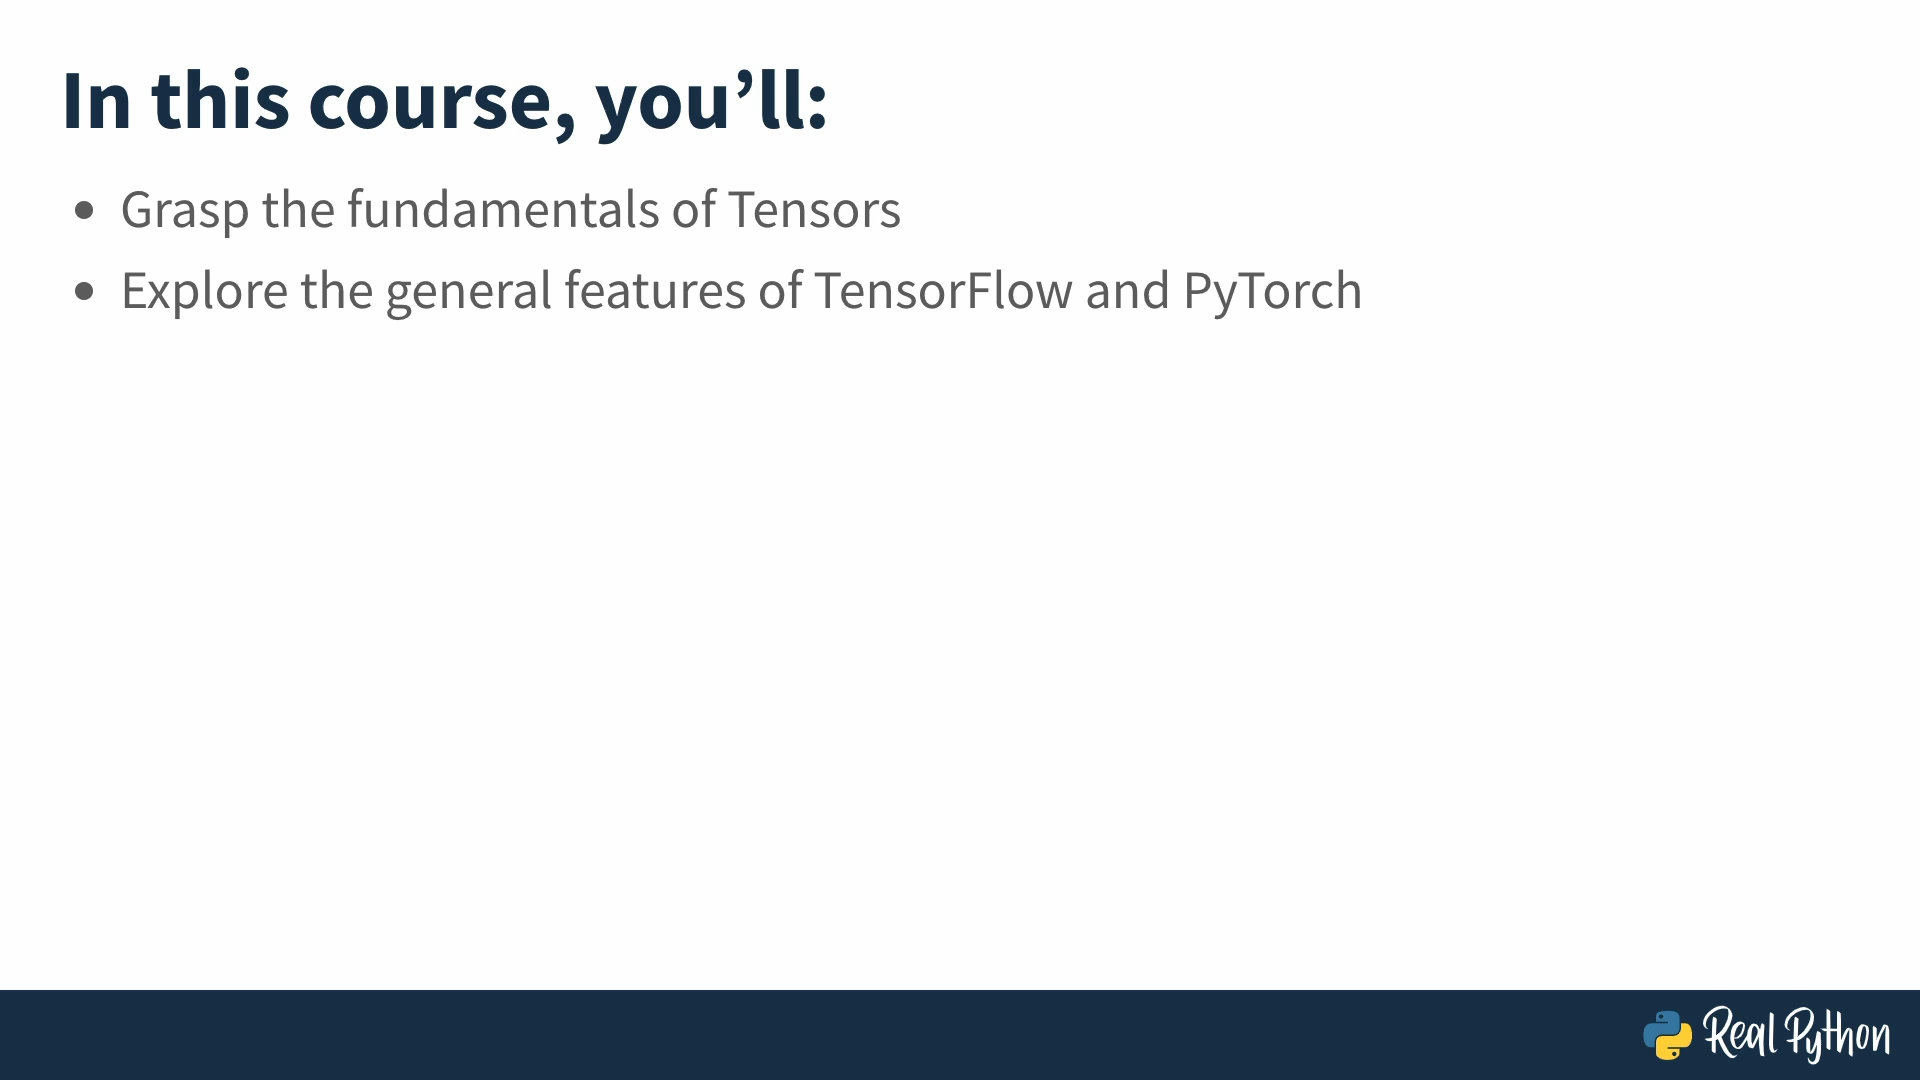 In this course, you’ll:
• Grasp the fundamentals of Tensors
• Explore the general features of TensorFlow and PyTorch
Real Python